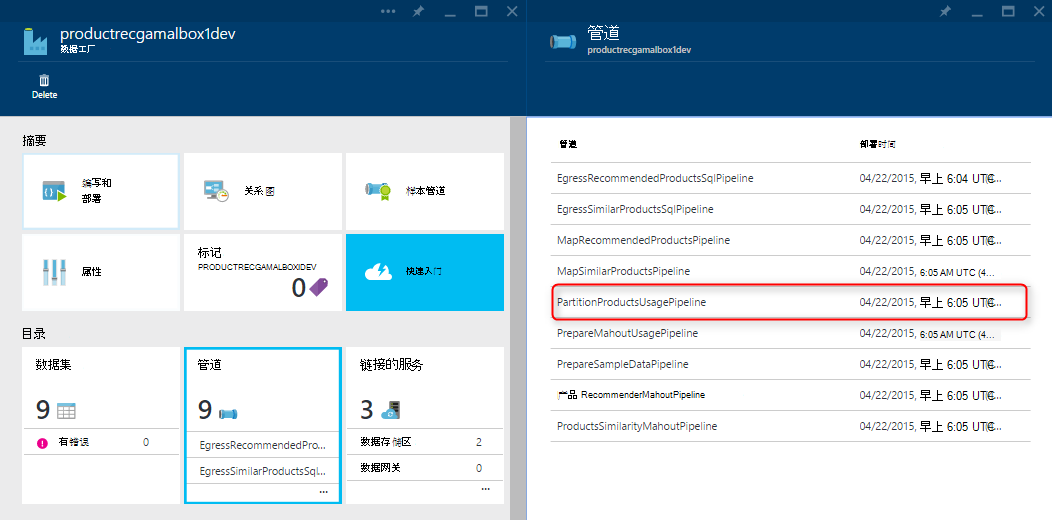 productrecgamalbox1dev
数据工厂
Delete
摘要
编写和
部署
关系图
样本管道
属性
标记
PRODUCTRECGAMALBOXIDEV
0
快速入门
目录
数据集
9
有错误 0
管道
9
EgressRecommendedPro...
EgressSimilarProductsSql...
...
链接的服务
3
数据存储区 2
数据网关 0
...
管道
productrecgamalbox1dev
管道 部署时间
EgressRecommendedProductsSqlPipeline 04/22/2015, 早上 6:04 UTC...
EgressSimilarProductsSqlPipeline 04/22/2015, 早上 6:05 UTC...
MapRecommendedProductsPipeline 04/22/2015, 早上 6:05 UTC...
MapSimilarProductsPipeline 04/22/2015, 6:05 AM UTC (4...
PartitionProductsUsagePipeline 04/22/2015, 早上 6:05 UTC...
PrepareMahoutUsagePipeline 04/22/2015, 6:05 AM UTC (4...
PrepareSampleDataPipeline 04/22/2015, 早上 6:05 UTC...
产品 RecommenderMahoutPipeline 04/22/2015, 早上 6:05 UTC...
ProductsSimilarityMahoutPipeline 04/22/2015, 早上 6:05 UTC...